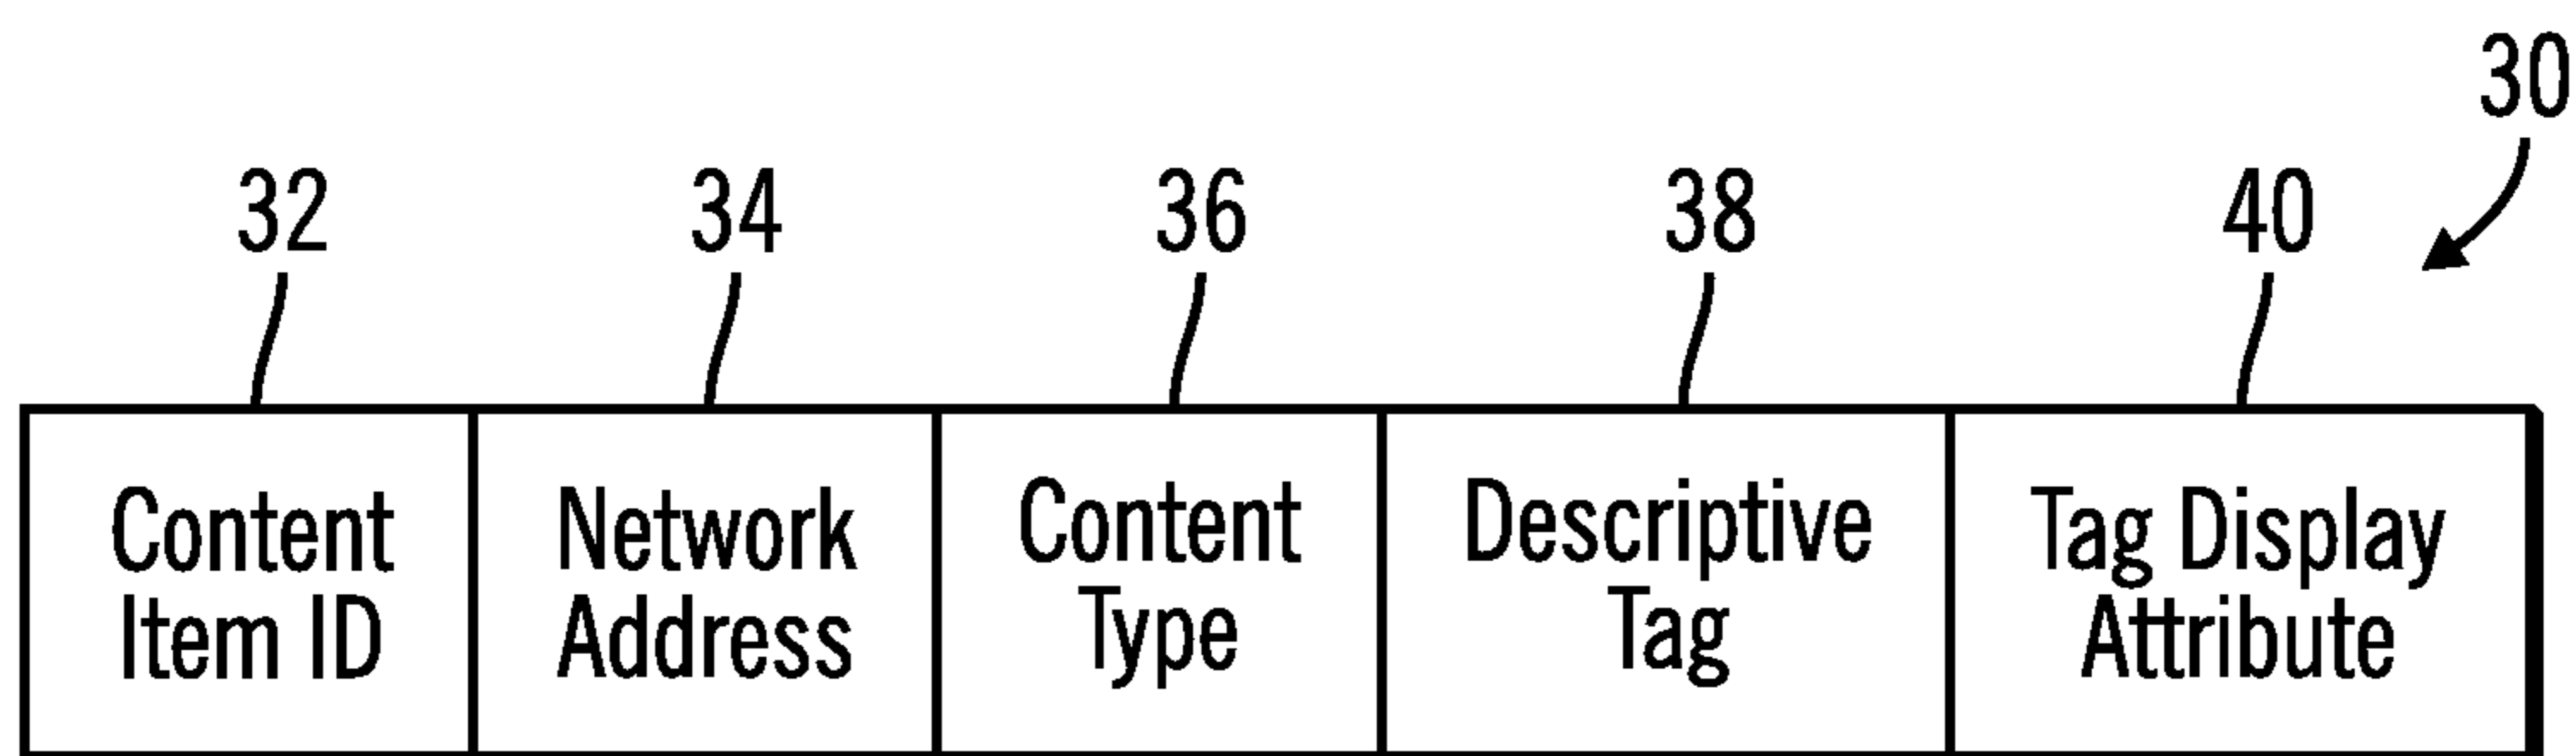 30
32 34 36 38 40
Content Item ID
Network Address
Content Type
Descriptive Tag
Tag Display Attribute